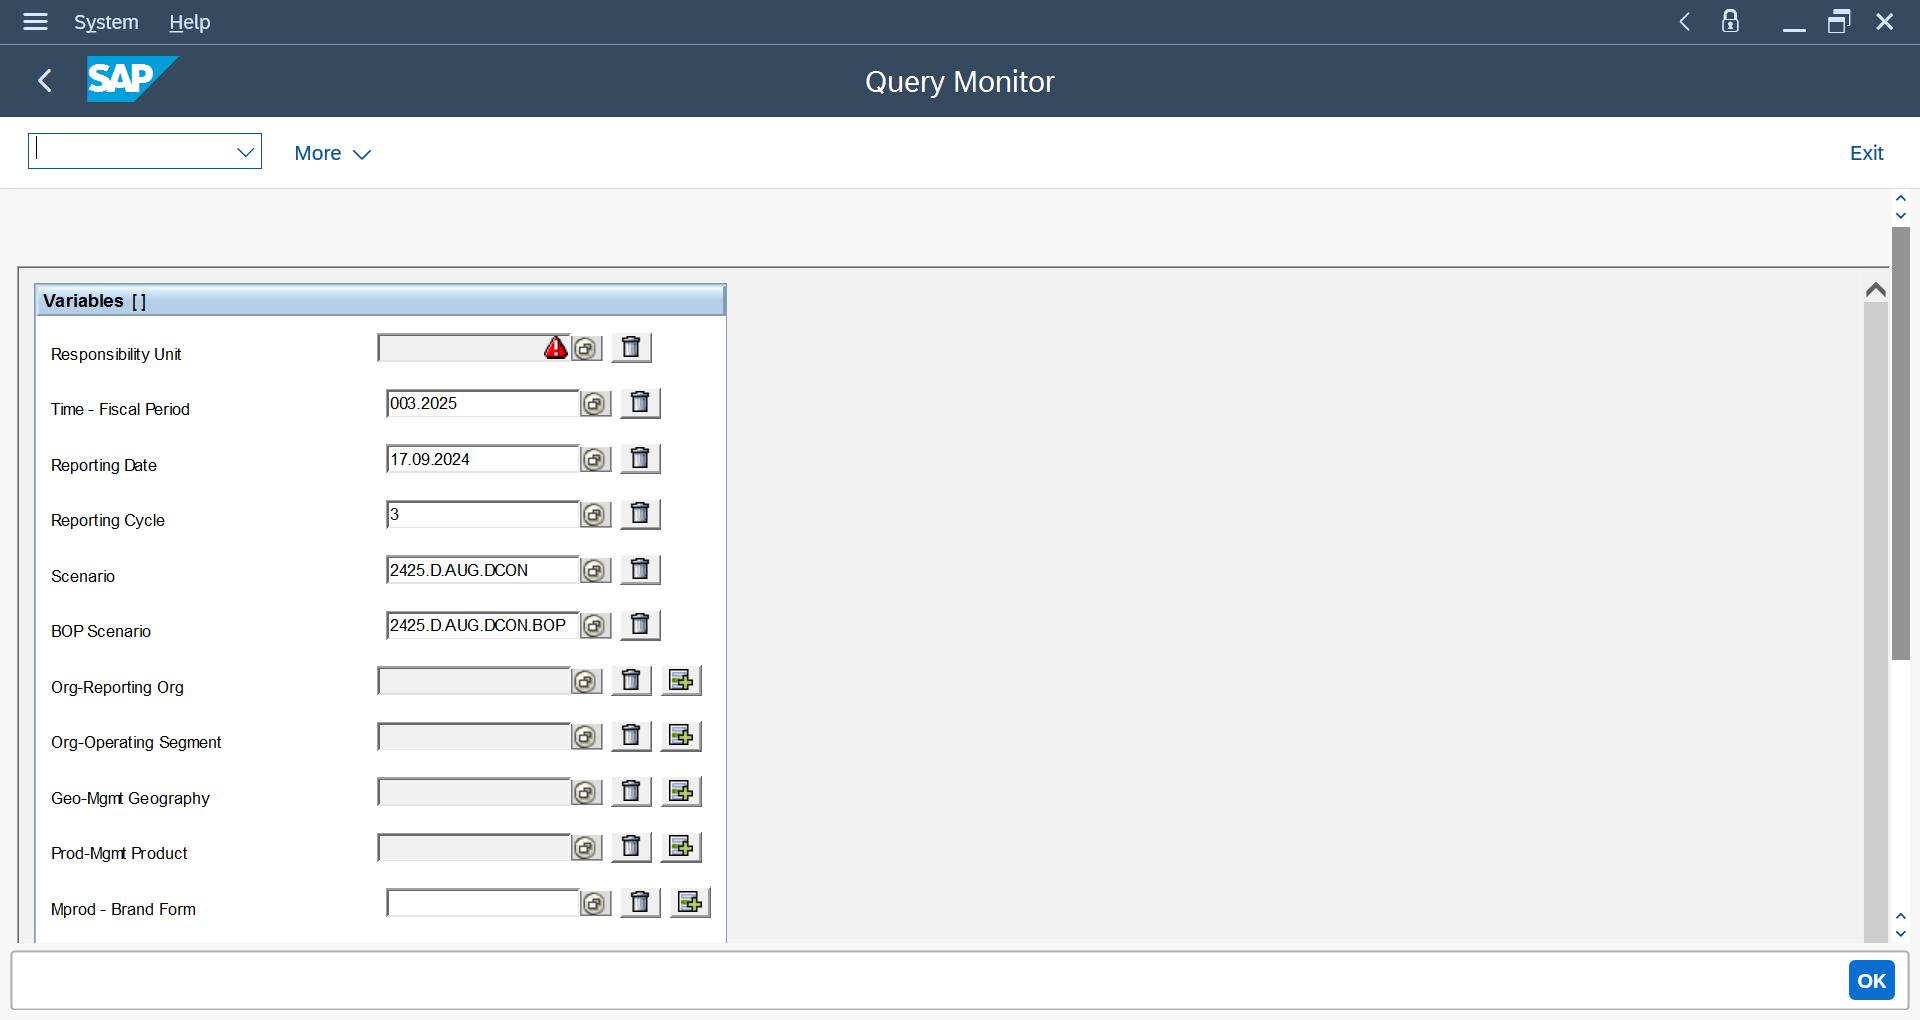 System Help
SAP
Query Monitor
More
Exit
Variables [ ]
Responsibility Unit
Time - Fiscal Period 003.2025
Reporting Date 17.09.2024
Reporting Cycle 3
Scenario 2425.D.AUG.DCON
BOP Scenario 2425.D.AUG.DCON.BOP
Org-Reporting Org
Org-Operating Segment
Geo-Mgmt Geography
Prod-Mgmt Product
Mprod - Brand Form
OK